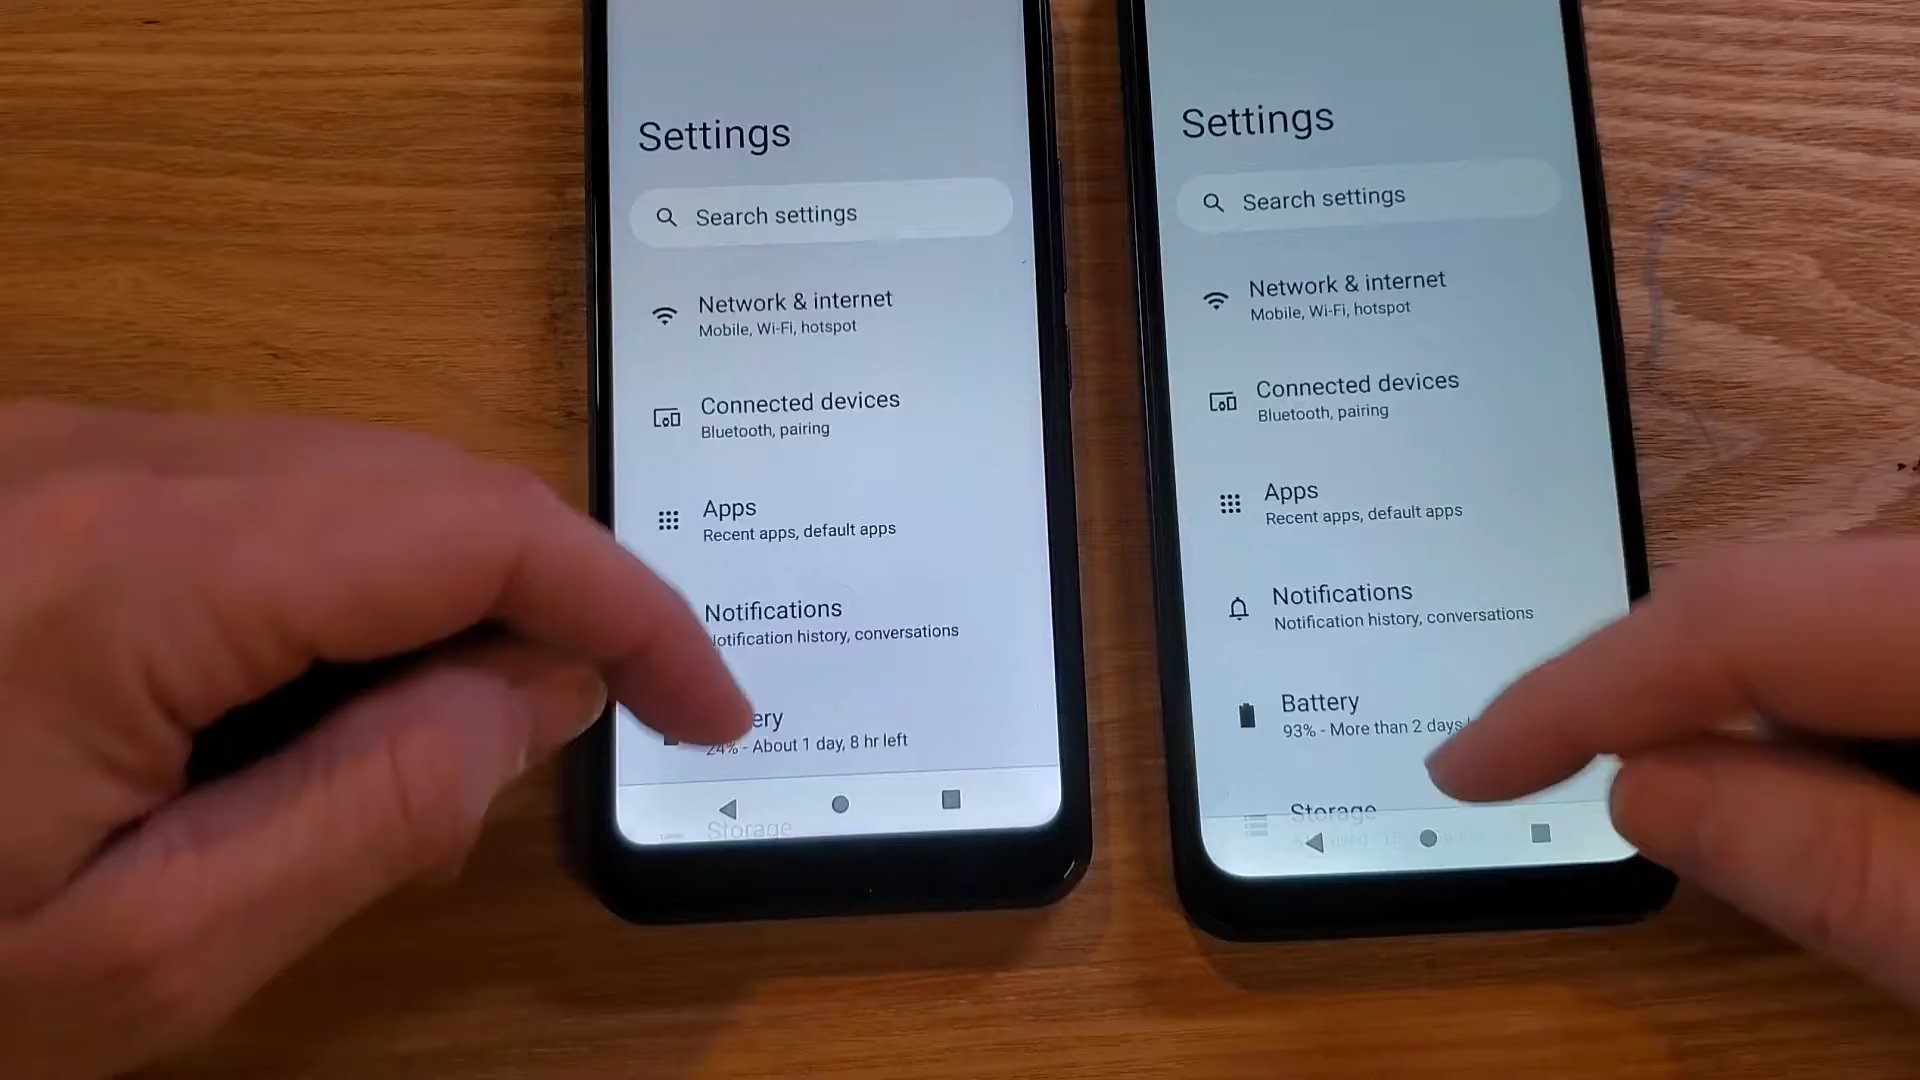 Settings
Search settings
Network & internet
Mobile, Wi-Fi, hotspot
Connected devices
Bluetooth, pairing
Apps
Recent apps, default apps
Notifications
otification history, conversations
ery
24% - About 1 day, 8 hr left
Storage
Settings
Search settings
Network & internet
Mobile, Wi-Fi, hotspot
Connected devices
Bluetooth, pairing
Apps
Recent apps, default apps
Notifications
Notification history, conversations
Battery
93% - More than 2 days
Storage